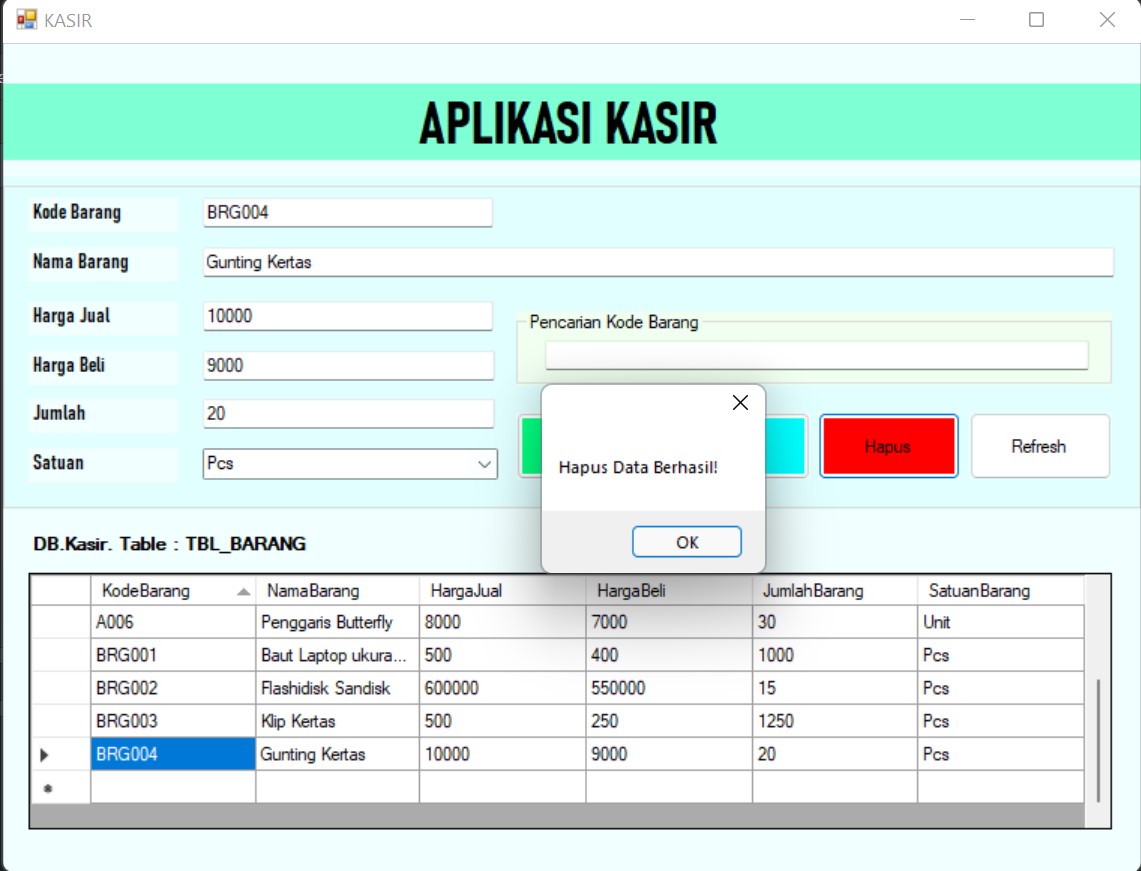 KASIR
APLIKASI KASIR
Kode Barang BRG004
Nama Barang Gunting Kertas
Harga Jual 10000
Pencarian Kode Barang
Harga Beli 9000
Jumlah 20
Satuan Pcs
Hapus Refresh
Hapus Data Berhasil!
OK
DB.Kasir. Table : TBL_BARANG
KodeBarang NamaBarang HargaJual HargaBeli JumlahBarang SatuanBarang
A006 Penggaris Butterfly 8000 7000 30 Unit
BRG001 Baut Laptop ukura... 500 400 1000 Pcs
BRG002 Flashidisk Sandisk 600000 550000 15 Pcs
BRG003 Klip Kertas 500 250 1250 Pcs
BRG004 Gunting Kertas 10000 9000 20 Pcs